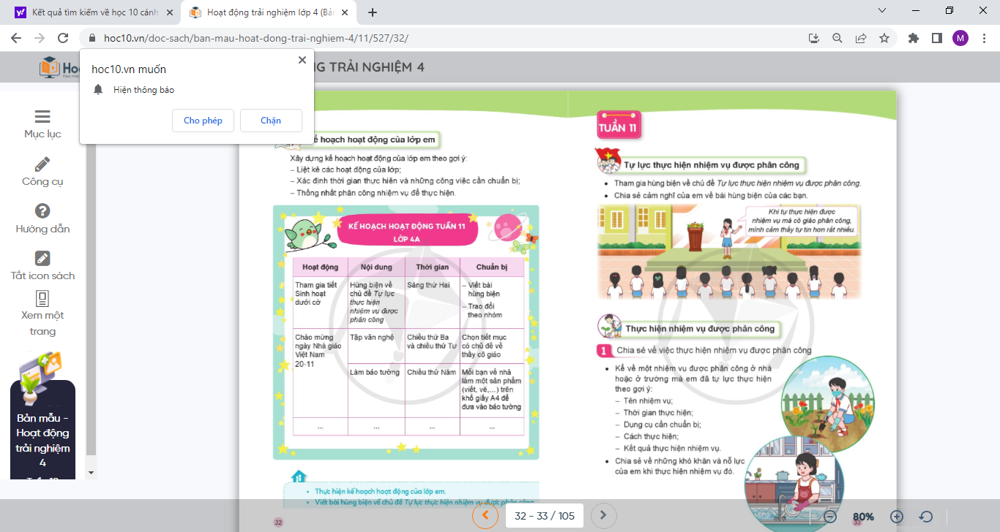 Kết quả tìm kiếm về học 10 cánh
Hoạt động trải nghiệm lớp 4 (Bản
hoc10.vn/doc-sach/ban-mau-hoat-dong-trai-nghiem-4/11/527/32/
M
hoc10.vn muốn
Hiện thông báo
Cho phép
Chặn
NG TRẢI NGHIỆM 4
Mục lục
Công cụ
Hướng dẫn
Tắt icon sách
Xem một
trang
Bản mẫu -
Hoạt động
trải nghiệm
4
ế hoạch hoạt động của lớp em
Xây dựng kế hoạch hoạt động của lớp em theo gợi ý:
– Liệt kê các hoạt động của lớp;
– Xác định thời gian thực hiện và những công việc cần chuẩn bị;
– Thống nhất phân công nhiệm vụ để thực hiện.
KẾ HOẠCH HOẠT ĐỘNG TUẦN 11
LỚP 4A
Hoạt động Nội dung Thời gian Chuẩn bị
Tham gia tiết
Sinh hoạt
dưới cờ
Hùng biện về
chủ đề Tự lực
thực hiện
nhiệm vụ được
phân công
Sáng thứ Hai
– Viết bài
hùng biện
– Trao đổi
theo nhóm
Chào mừng
ngày Nhà giáo
Việt Nam
20-11
Tập văn nghệ
Chiều thứ Ba
và chiều thứ Tư
Chọn tiết mục
có chủ đề về
thầy cô giáo
Làm báo tường
Chiều thứ Năm
Mỗi bạn về nhà
làm một sản phẩm
(viết, vẽ,...) trên
khổ giấy A4 để
đưa vào báo tường
... ... ... ...
• Thực hiện kế hoạch hoạt động của lớp em.
• Viết bài hùng biện về chủ đề Tự lực thực hiện nhiệm vụ được phân công.
32
TUẦN 11
Tự lực thực hiện nhiệm vụ được phân công
• Tham gia hùng biện về chủ đề Tự lực thực hiện nhiệm vụ được phân công.
• Chia sẻ cảm nghĩ của em về bài hùng biện của các bạn.
Khi tự thực hiện được
nhiệm vụ mà cô giáo phân công,
mình cảm thấy tự tin hơn rất nhiều.
Thực hiện nhiệm vụ được phân công
1 Chia sẻ về việc thực hiện nhiệm vụ được phân công
• Kể về một nhiệm vụ được phân công ở nhà
hoặc ở trường mà em đã tự lực thực hiện
theo gợi ý:
– Tên nhiệm vụ;
– Thời gian thực hiện;
– Dụng cụ cần chuẩn bị;
– Cách thực hiện;
– Kết quả thực hiện nhiệm vụ.
• Chia sẻ về những khó khăn và nỗ lực
của em khi thực hiện nhiệm vụ đó.
33
32 - 33 / 105
80%